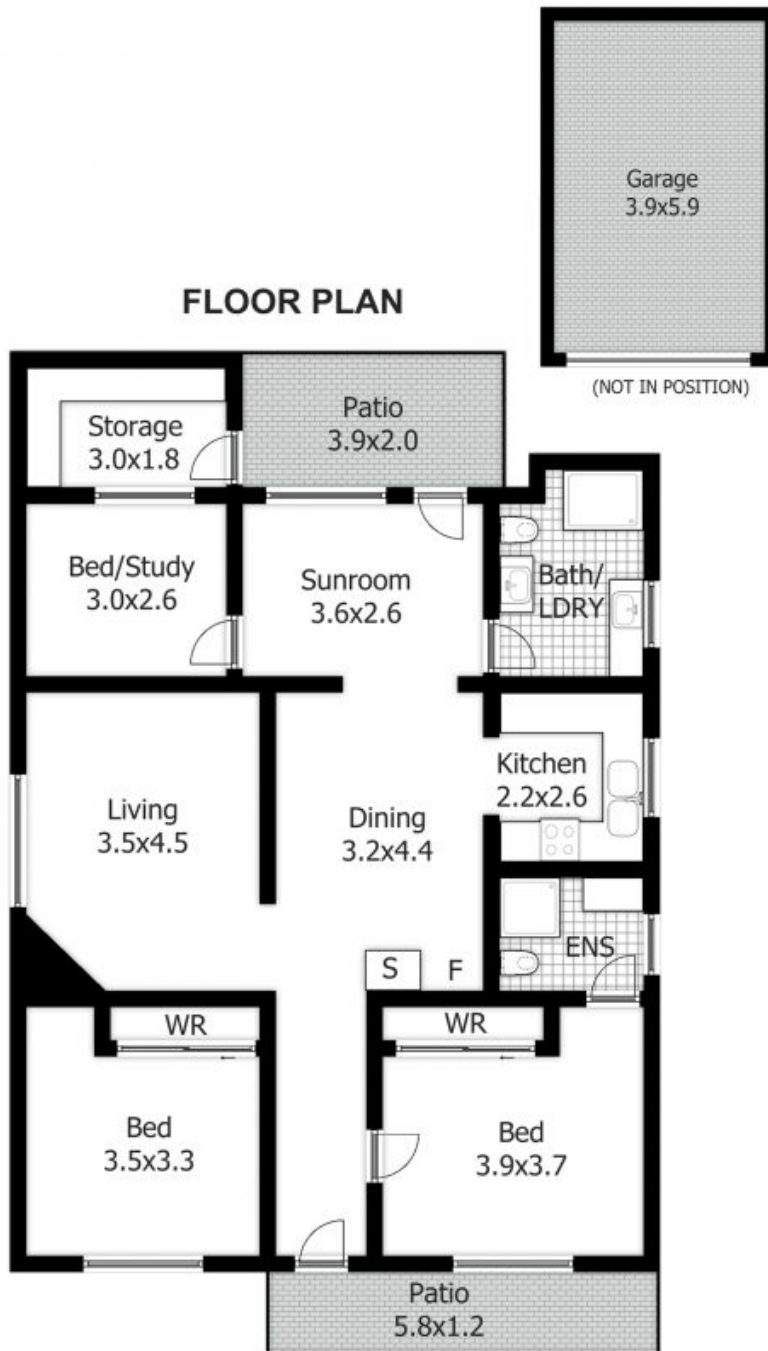 Garage
3.9x5.9
FLOOR PLAN
(NOT IN POSITION)
Patio
3.9x2.0
Storage
3.0x1.8
Bed/Study
3.0x2.6
Sunroom
3.6x2.6
Bath/
LDRY
Living
3.5x4.5
Dining
3.2x4.4
Kitchen
2.2x2.6
S
F
ENS
WR
WR
Bed
3.5x3.3
Bed
3.9x3.7
Patio
5.8x1.2